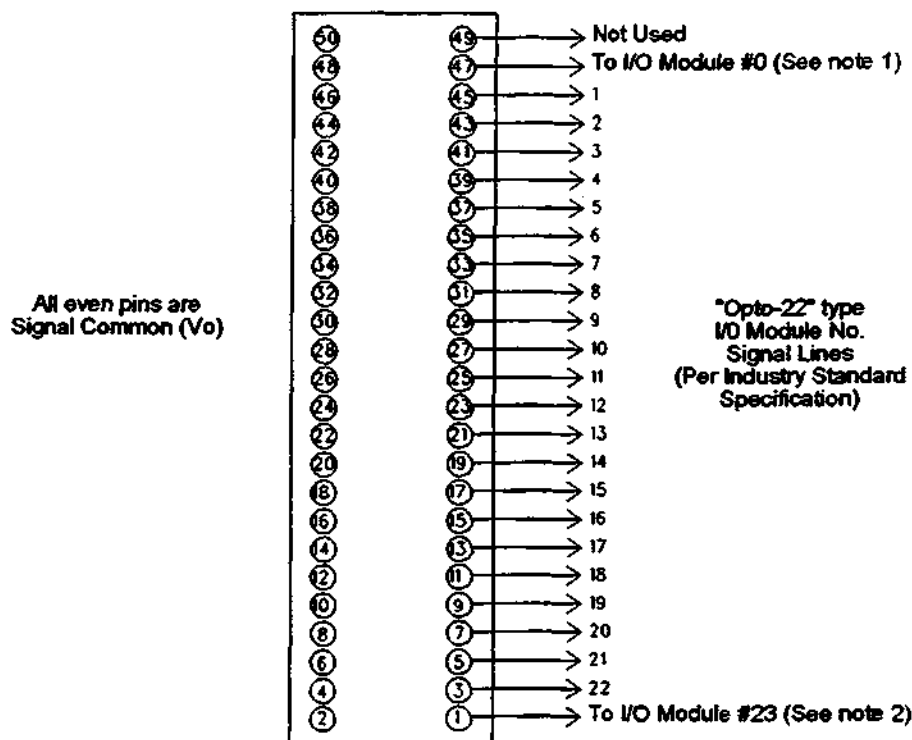 50 49 Not Used
48 47 To I/O Module #0 (See note 1)
46 45 1
44 43 2
42 41 3
40 39 4
38 37 5
36 35 6
34 33 7
32 31 8
30 29 9
28 27 10
26 25 11
24 23 12
22 21 13
20 19 14
18 17 15
16 15 16
14 13 17
12 11 18
10 9 19
8 7 20
6 5 21
4 3 22
2 1 To I/O Module #23 (See note 2)
All even pins are
Signal Common (Vo)
"Opto-22" type
I/O Module No.
Signal Lines
(Per Industry Standard
Specification)